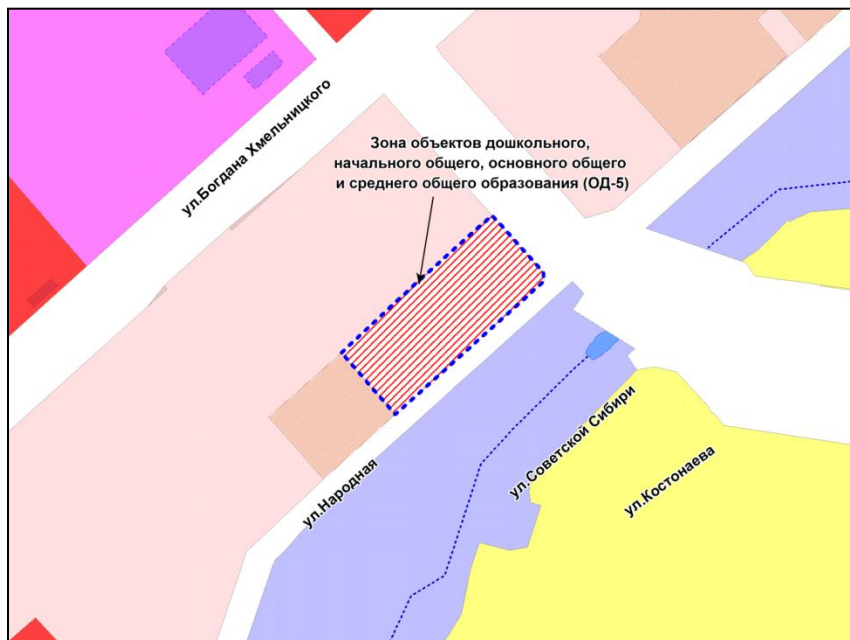 ул.Богдана Хмельницкого
Зона объектов дошкольного,
начального общего, основного общего
и среднего общего образования (ОД-5)
ул.Народная
ул.Советской Сибири
ул.Костонаева